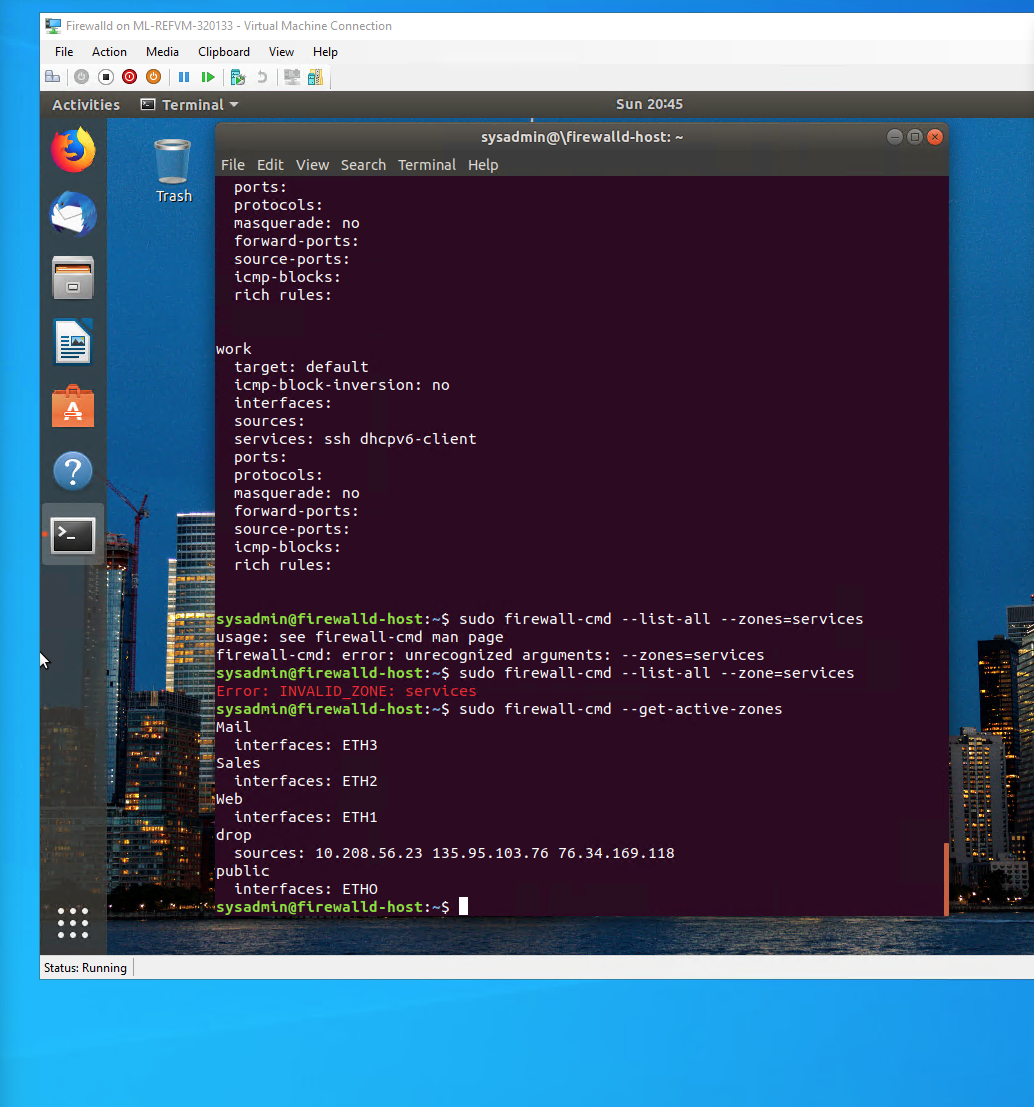 Firewalld on ML-REFVM-320133 - Virtual Machine Connection
File Action Media Clipboard View Help
Activities Terminal Sun 20:45
Trash
sysadmin@\firewalld-host: ~
File Edit View Search Terminal Help
ports:
protocols:
masquerade: no
forward-ports:
source-ports:
icmp-blocks:
rich rules:
work
target: default
icmp-block-inversion: no
interfaces:
sources:
services: ssh dhcpv6-client
ports:
protocols:
masquerade: no
forward-ports:
source-ports:
icmp-blocks:
rich rules:
sysadmin@firewalld-host:~$ sudo firewall-cmd --list-all --zones=services
usage: see firewall-cmd man page
firewall-cmd: error: unrecognized arguments: --zones=services
sysadmin@firewalld-host:~$ sudo firewall-cmd --list-all --zone=services
Error: INVALID_ZONE: services
sysadmin@firewalld-host:~$ sudo firewall-cmd --get-active-zones
Mail
interfaces: ETH3
Sales
interfaces: ETH2
Web
interfaces: ETH1
drop
sources: 10.208.56.23 135.95.103.76 76.34.169.118
public
interfaces: ETHO
sysadmin@firewalld-host:~$
Status: Running